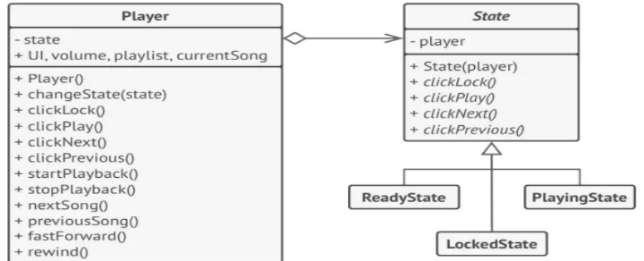 Player
- state
+ UI, volume, playlist, currentSong
+ Player()
+ changeState(state)
+ clickLock()
+ clickPlay()
+ clickNext()
+ clickPrevious()
+ startPlayback()
+ stopPlayback()
+ nextSong()
+ previousSong()
+ fastForward()
+ rewind()
State
- player
+ State(player)
+ clickLock()
+ clickPlay()
+ clickNext()
+ clickPrevious()
ReadyState
PlayingState
LockedState